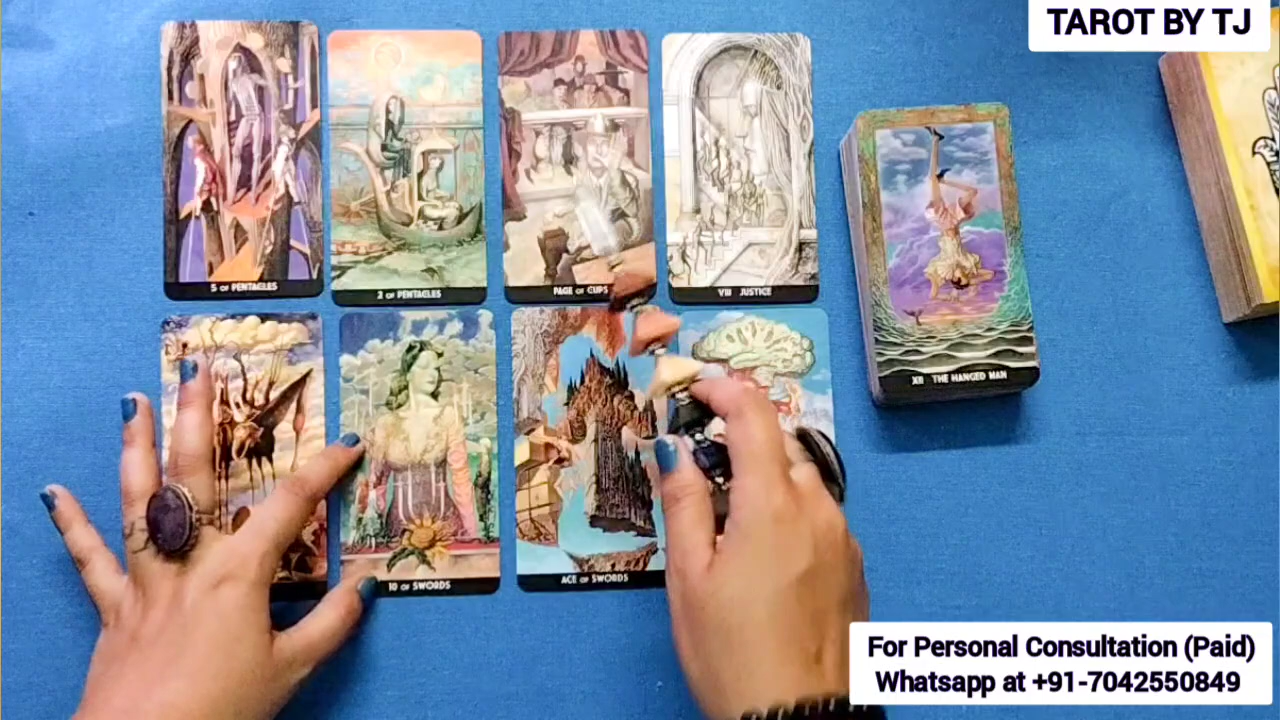 TAROT BY TJ
5 OF PENTACLES
2 OF PENTACLES
PAGE OF CUPS
VIII JUSTICE
XII THE HANGED MAN
10 OF SWORDS
ACE OF SWORDS
For Personal Consultation (Paid)
Whatsapp at +91-7042550849